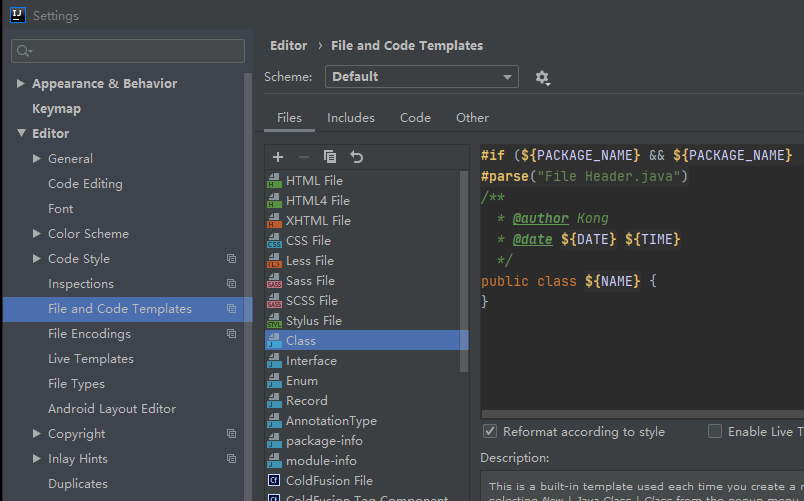 Settings
Appearance & Behavior
Keymap
Editor
General
Code Editing
Font
Color Scheme
Code Style
Inspections
File and Code Templates
File Encodings
Live Templates
File Types
Android Layout Editor
Copyright
Inlay Hints
Duplicates
Editor › File and Code Templates
Scheme: Default
Files Includes Code Other
HTML File
HTML4 File
XHTML File
CSS File
Less File
Sass File
SCSS File
Stylus File
Class
Interface
Enum
Record
AnnotationType
package-info
module-info
ColdFusion File
ColdFusion Tag Component
#if (${PACKAGE_NAME} && ${PACKAGE_NAME}
#parse("File Header.java")
/**
* @author Kong
* @date ${DATE} ${TIME}
*/
public class ${NAME} {
}
Reformat according to style Enable Live T
Description:
This is a built-in template used each time you create a
selecting New | Java Class | Class from the popup menu